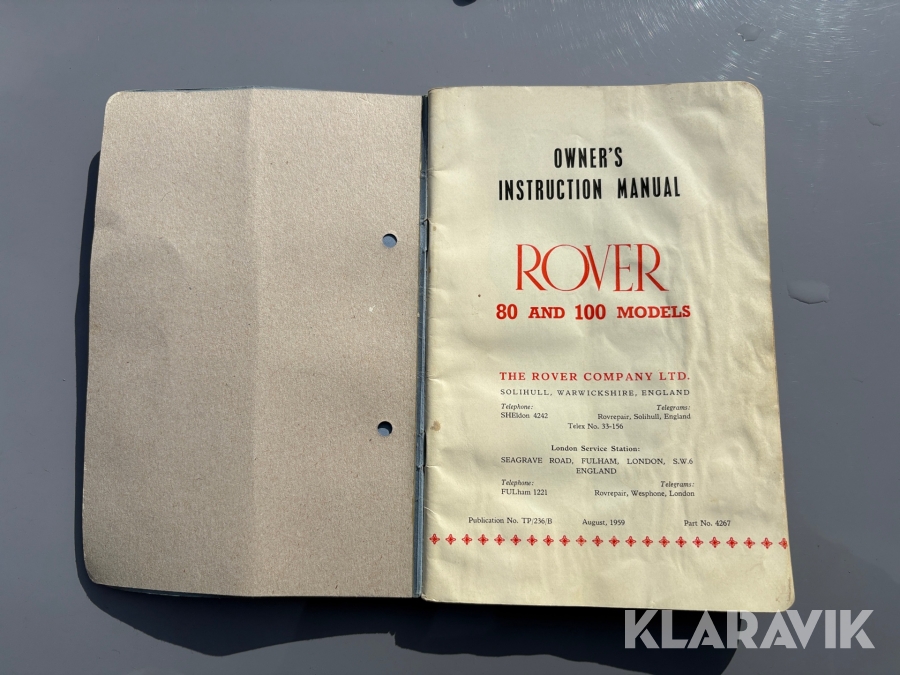 OWNER'S
INSTRUCTION MANUAL
ROVER
80 AND 100 MODELS
THE ROVER COMPANY LTD.
SOLIHULL, WARWICKSHIRE, ENGLAND
Telephone: Telegrams:
SHEldon 4242 Rovrepair, Solihull, England
Telex No. 33-156
London Service Station:
SEAGRAVE ROAD, FULHAM, LONDON, S.W.6
ENGLAND
Telephone: Telegrams:
FULham 1221 Rovrepair, Wesphone, London
Publication No. TP/236/B August, 1959 Part No. 4267
KLARAVIK